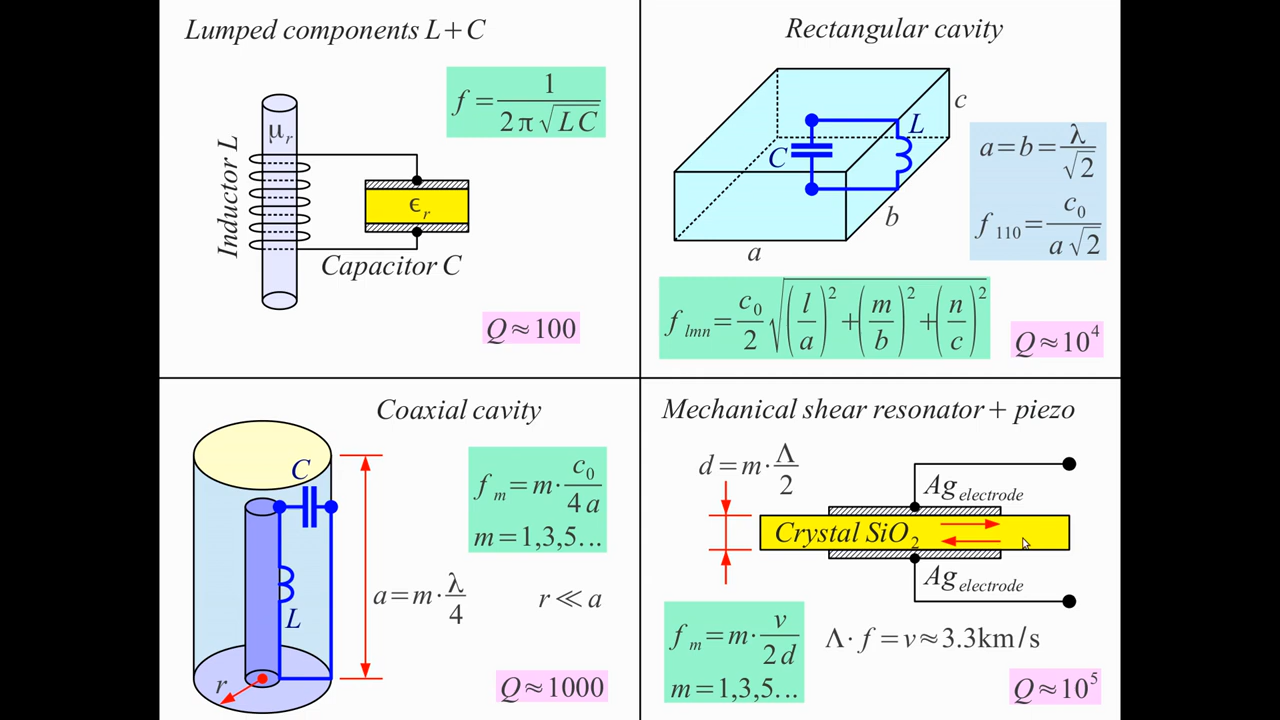 Lumped components L+C
f = 1 / 2π√LC
μr
Inductor L
ϵr
Capacitor C
Q≈100
Rectangular cavity
c
L
C
b
a
a=b= λ / √2
f110= c0 / a√2
flmn= c0 / 2 √(l/a)²+(m/b)²+(n/c)²
Q≈10⁴
Coaxial cavity
C
L
r
fm=m· c0 / 4a
m=1,3,5...
a=m· λ / 4
r≪a
Q≈1000
Mechanical shear resonator+piezo
d=m· Λ / 2
Ag electrode
Crystal SiO₂
Ag electrode
fm=m· v / 2d
m=1,3,5...
Λ·f=v≈3.3km/s
Q≈10⁵